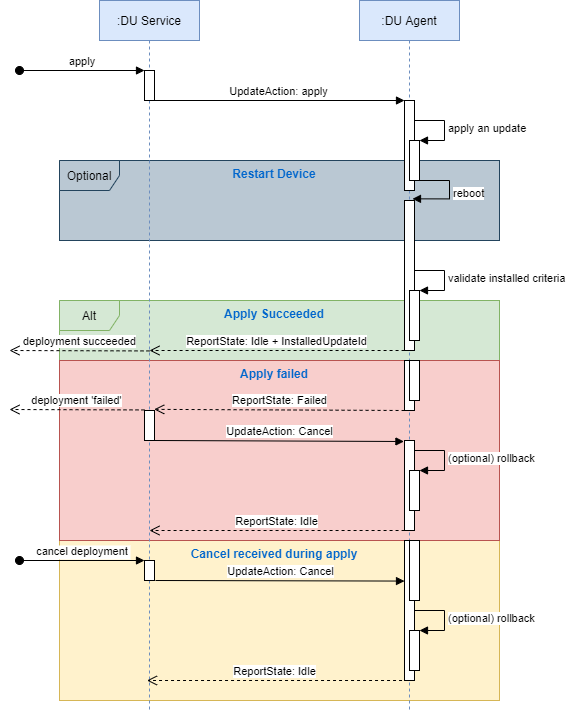 :DU Service
:DU Agent
apply
UpdateAction: apply
apply an update
Optional
Restart Device
reboot
validate installed criteria
Alt
Apply Succeeded
deployment succeeded
ReportState: Idle + InstalledUpdateId
Apply failed
deployment 'failed'
ReportState: Failed
UpdateAction: Cancel
(optional) rollback
ReportState: Idle
cancel deployment
Cancel received during apply
UpdateAction: Cancel
(optional) rollback
ReportState: Idle